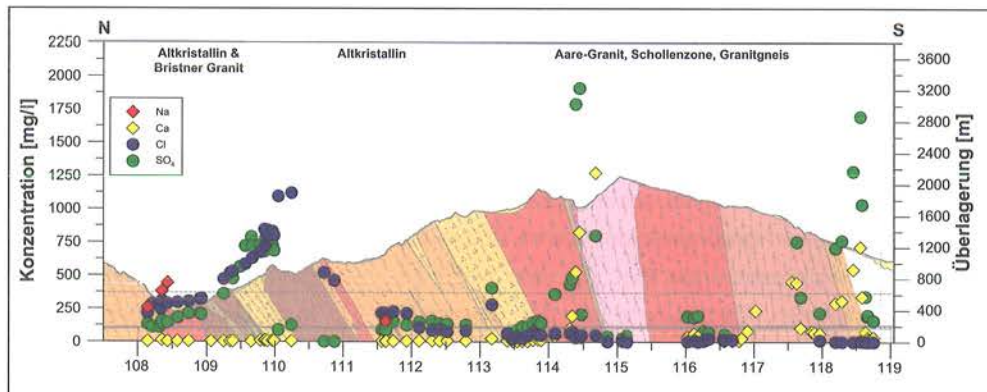 N
S
Altkristallin &
Bristner Granit
Altkristallin
Aare-Granit, Schollenzone, Granitgneis
Konzentration [mg/l]
2250
2000
1750
1500
1250
1000
750
500
250
0
Na
Ca
Cl
SO₄
Überlagerung [m]
3600
3200
2800
2400
2000
1600
1200
800
400
0
108 109 110 111 112 113 114 115 116 117 118 119